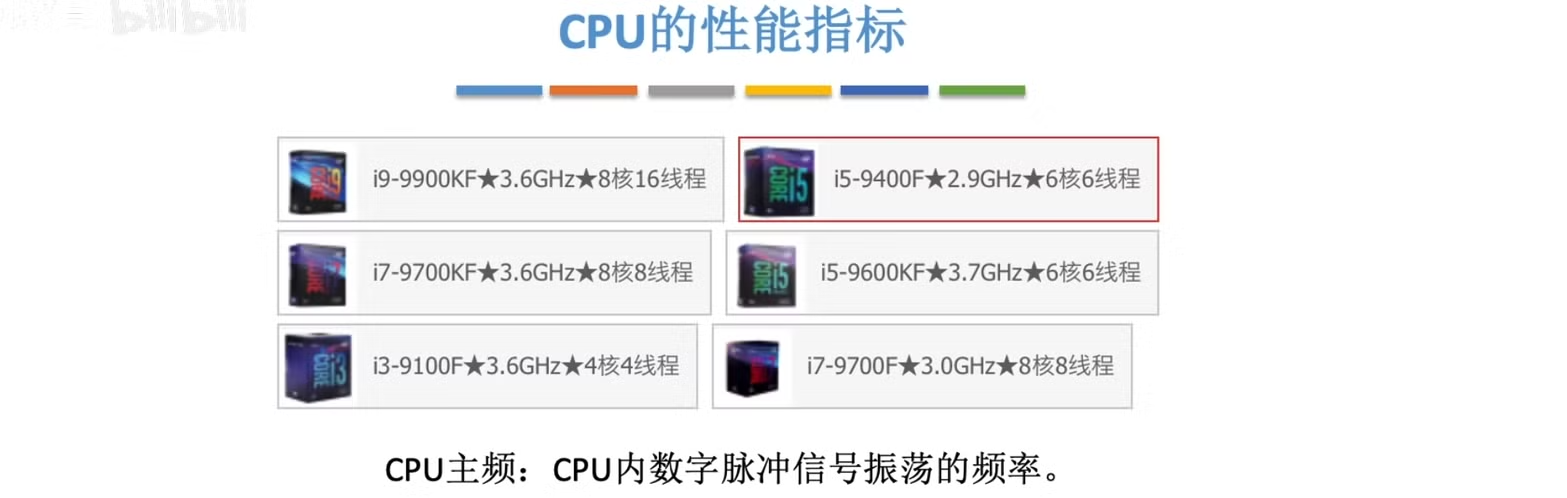 bilibili
CPU的性能指标
i9-9900KF★3.6GHz★8核16线程
i5-9400F★2.9GHz★6核6线程
i7-9700KF★3.6GHz★8核8线程
i5-9600KF★3.7GHz★6核6线程
i3-9100F★3.6GHz★4核4线程
i7-9700F★3.0GHz★8核8线程
CPU主频：CPU内数字脉冲信号振荡的频率。